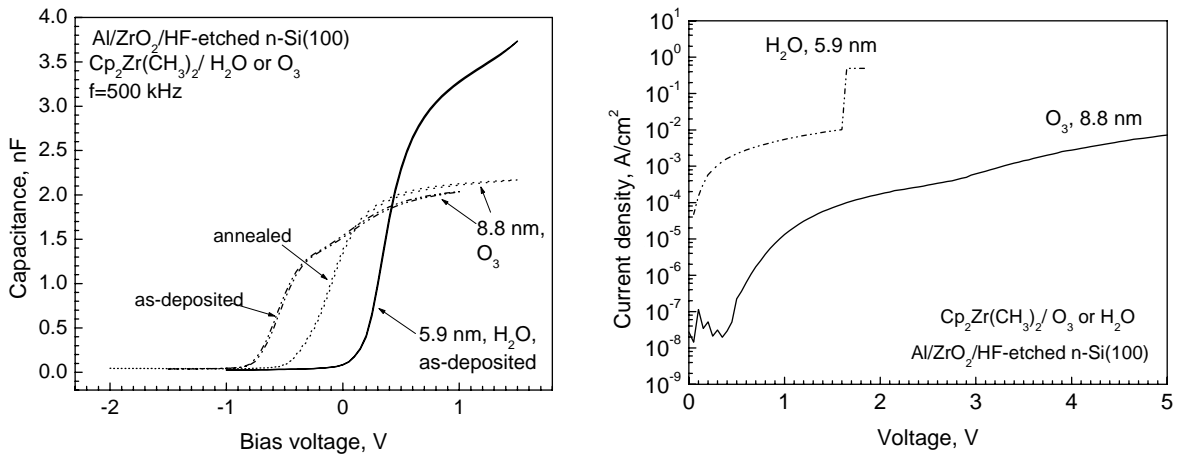 4.0
3.5
3.0
2.5
2.0
1.5
1.0
0.5
0.0
Capacitance, nF
Al/ZrO₂/HF-etched n-Si(100)
Cp₂Zr(CH₃)₂/ H₂O or O₃
f=500 kHz
annealed
as-deposited
8.8 nm,
O₃
5.9 nm, H₂O,
as-deposited
-2 -1 0 1
Bias voltage, V
10¹
10⁰
10⁻¹
10⁻²
10⁻³
10⁻⁴
10⁻⁵
10⁻⁶
10⁻⁷
10⁻⁸
10⁻⁹
Current density, A/cm²
H₂O, 5.9 nm
O₃, 8.8 nm
Cp₂Zr(CH₃)₂/ O₃ or H₂O
Al/ZrO₂/HF-etched n-Si(100)
0 1 2 3 4 5
Voltage, V